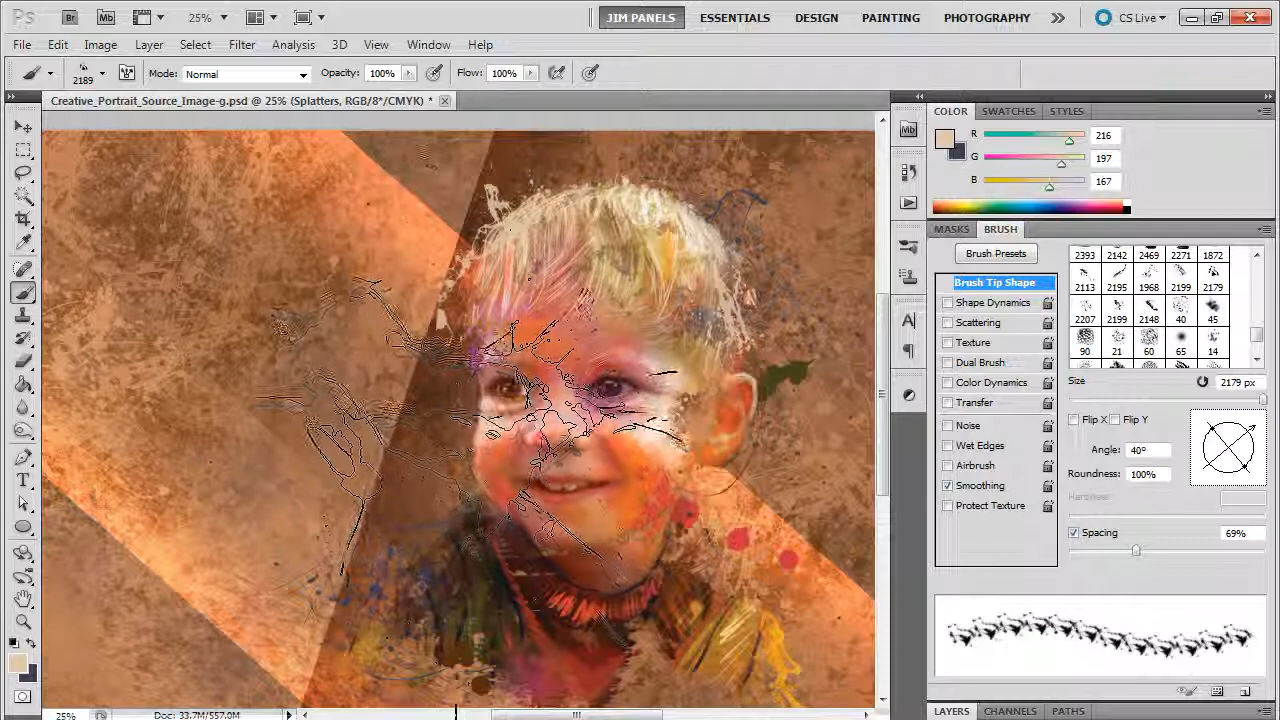 Ps Br Mb 25% JIM PANELS ESSENTIALS DESIGN PAINTING PHOTOGRAPHY CS Live
File Edit Image Layer Select Filter Analysis 3D View Window Help
2189 Mode: Normal Opacity: 100% Flow: 100%
Creative_Portrait_Source_Image-g.psd @ 25% (Splatters, RGB/8*/CMYK) *
COLOR SWATCHES STYLES
Mb
R 216
G 197
B 167
MASKS BRUSH
Brush Presets
2393 2142 2469 2271 1872
2113 2195 1968 2199 2179
2207 2199 2148 40 45
90 21 60 65 14
Brush Tip Shape
Shape Dynamics
Scattering
Texture
Dual Brush
Color Dynamics
Transfer
Noise
Wet Edges
Airbrush
Smoothing
Protect Texture
Size 2179 px
Flip X Flip Y
Angle: 40°
Roundness: 100%
Hardness
Spacing 69%
A
T
25% Doc: 33.7M/557.0M
LAYERS CHANNELS PATHS